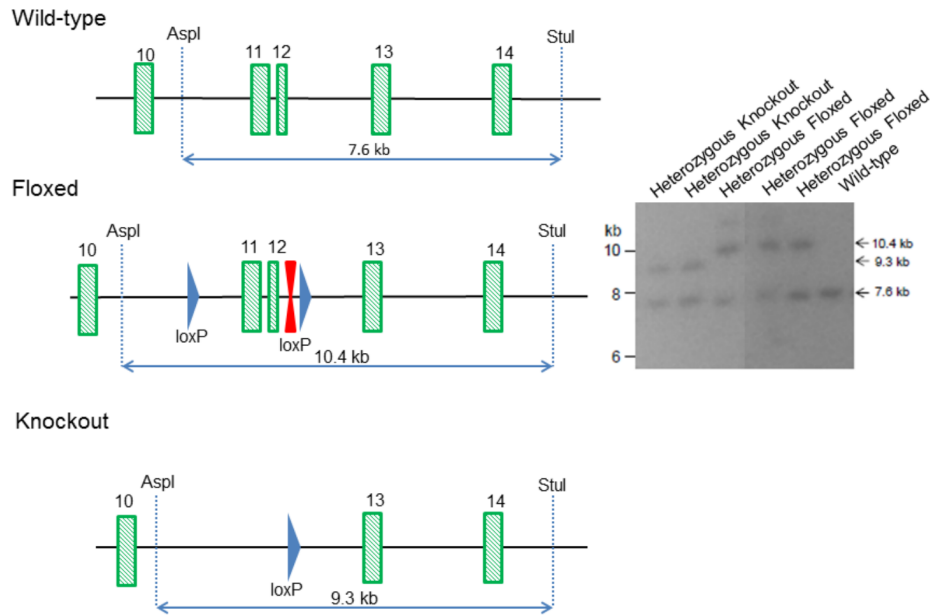 Wild-type
AspI
StuI
10
11 12
13
14
7.6 kb
Floxed
AspI
StuI
10
11 12
13
14
loxP
loxP
10.4 kb
Knockout
AspI
StuI
10
13
14
loxP
9.3 kb
Heterozygous Knockout
Heterozygous Knockout
Heterozygous Floxed
Heterozygous Floxed
Heterozygous Floxed
Wild-type
kb
10
8
6
10.4 kb
9.3 kb
7.6 kb